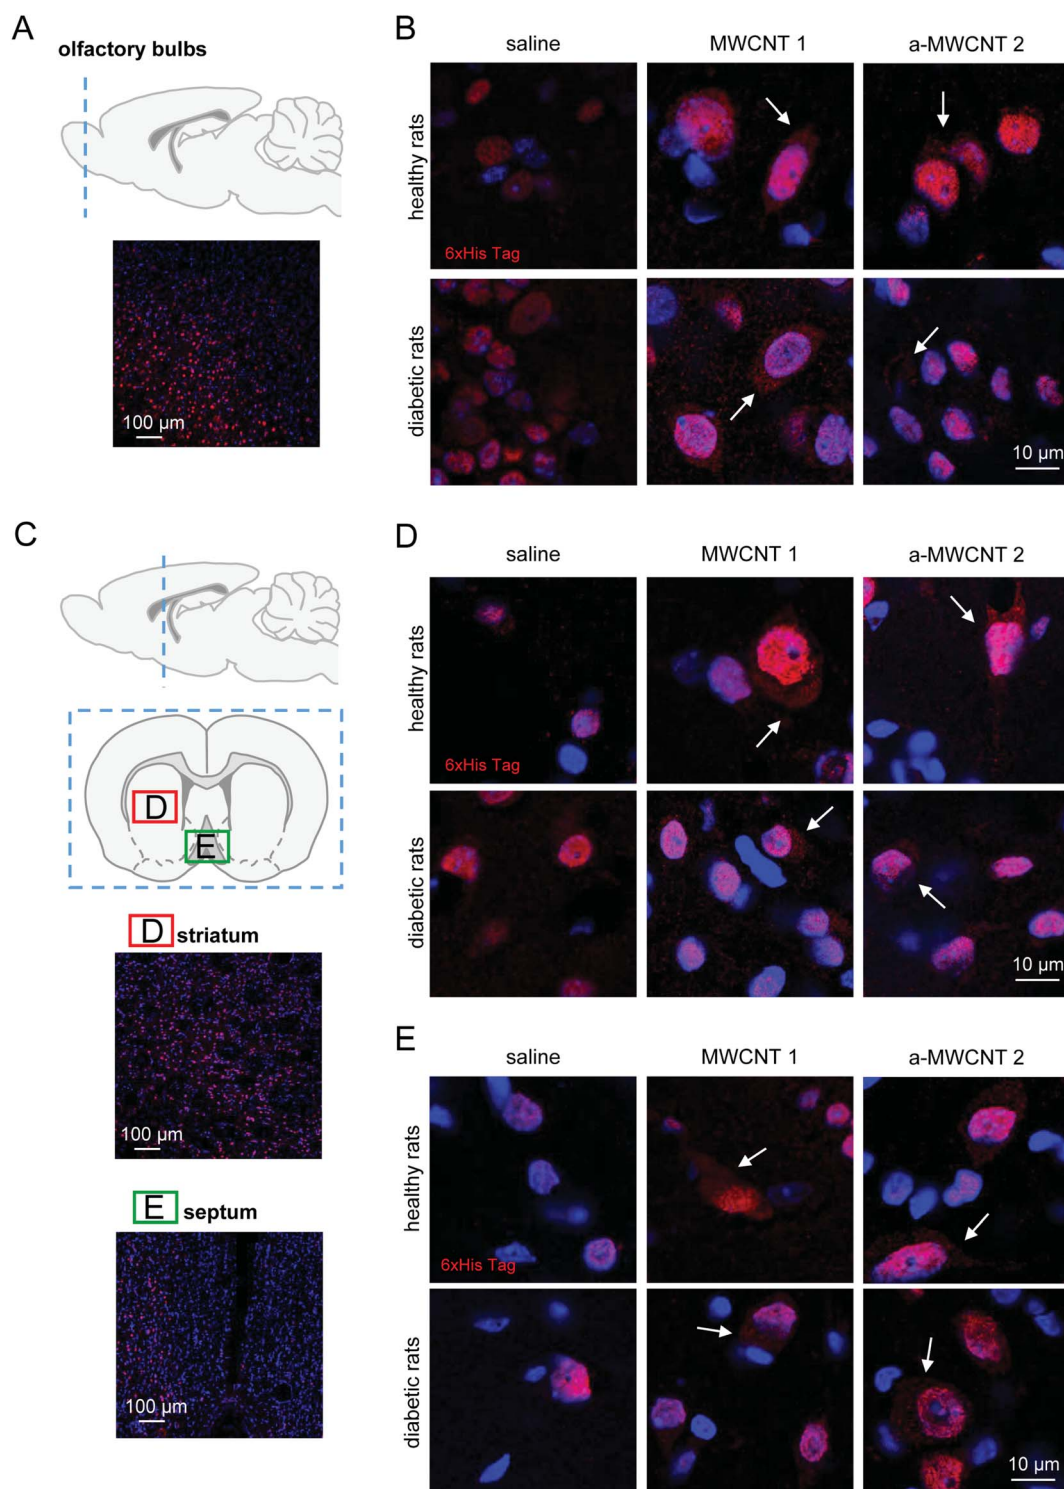 A
olfactory bulbs
100 µm
B
saline
MWCNT 1
a-MWCNT 2
healthy rats
6xHis Tag
diabetic rats
10 µm
C
D
E
D striatum
100 µm
E septum
100 µm
D
saline
MWCNT 1
a-MWCNT 2
healthy rats
6xHis Tag
diabetic rats
10 µm
E
saline
MWCNT 1
a-MWCNT 2
healthy rats
6xHis Tag
diabetic rats
10 µm